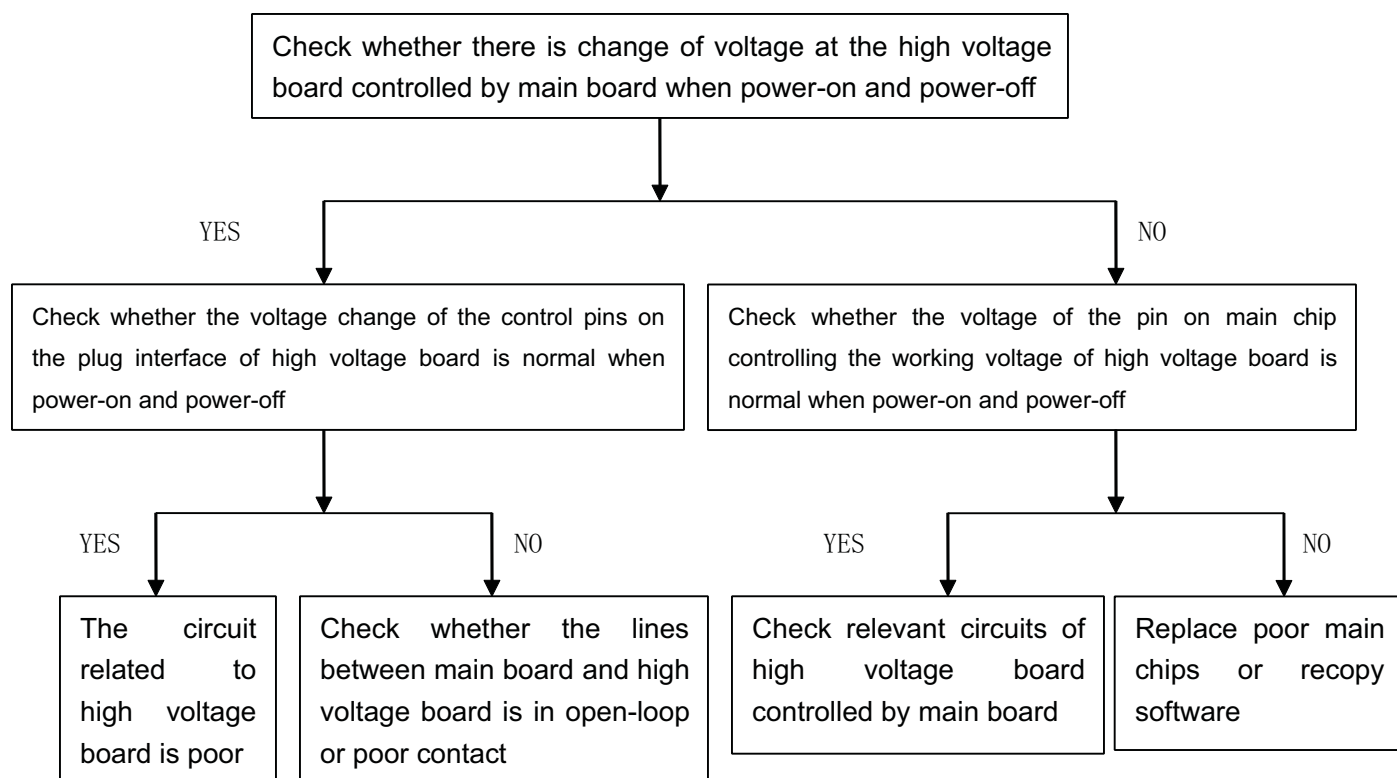 Check whether there is change of voltage at the high voltage
board controlled by main board when power-on and power-off
YES
NO
Check whether the voltage change of the control pins on
the plug interface of high voltage board is normal when
power-on and power-off
Check whether the voltage of the pin on main chip
controlling the working voltage of high voltage board is
normal when power-on and power-off
YES
NO
YES
NO
The circuit
related to
high voltage
board is poor
Check whether the lines
between main board and high
voltage board is in open-loop
or poor contact
Check relevant circuits of
high voltage board
controlled by main board
Replace poor main
chips or recopy
software